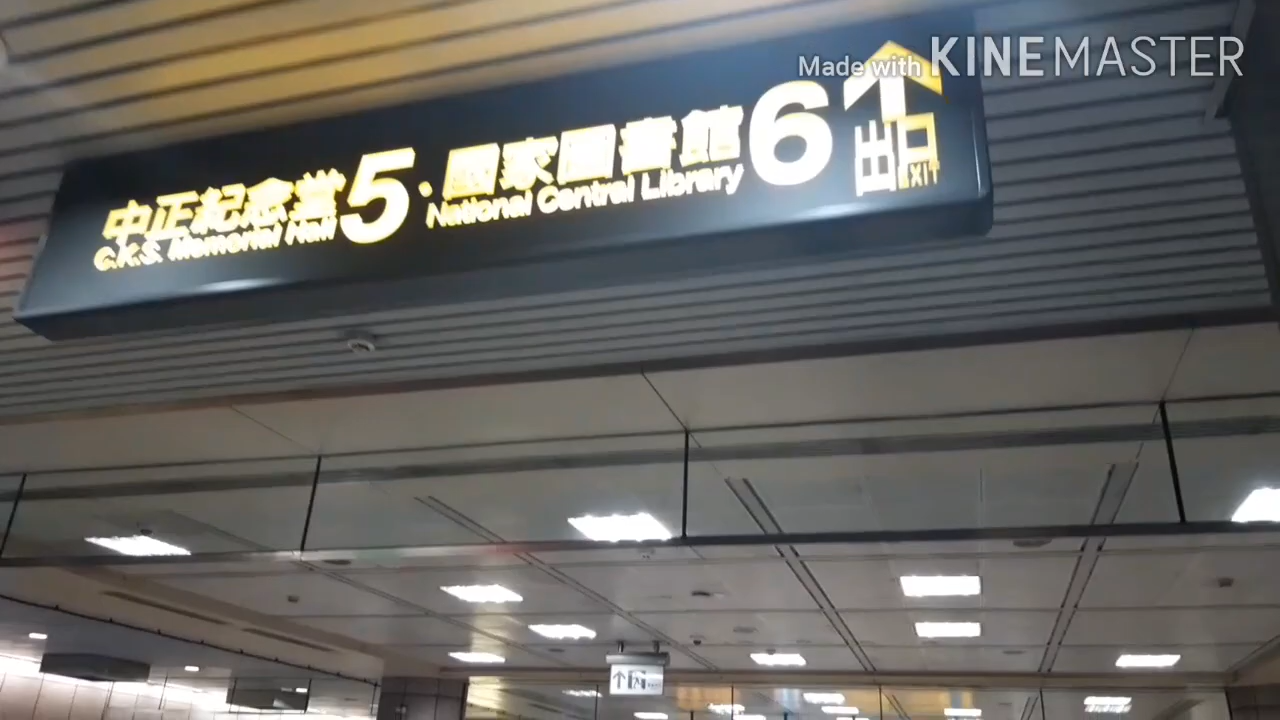 Made with KINEMASTER
中正紀念堂 5 · 國家圖書館 6 出口
C.K.S. Memorial Hall National Central Library EXIT